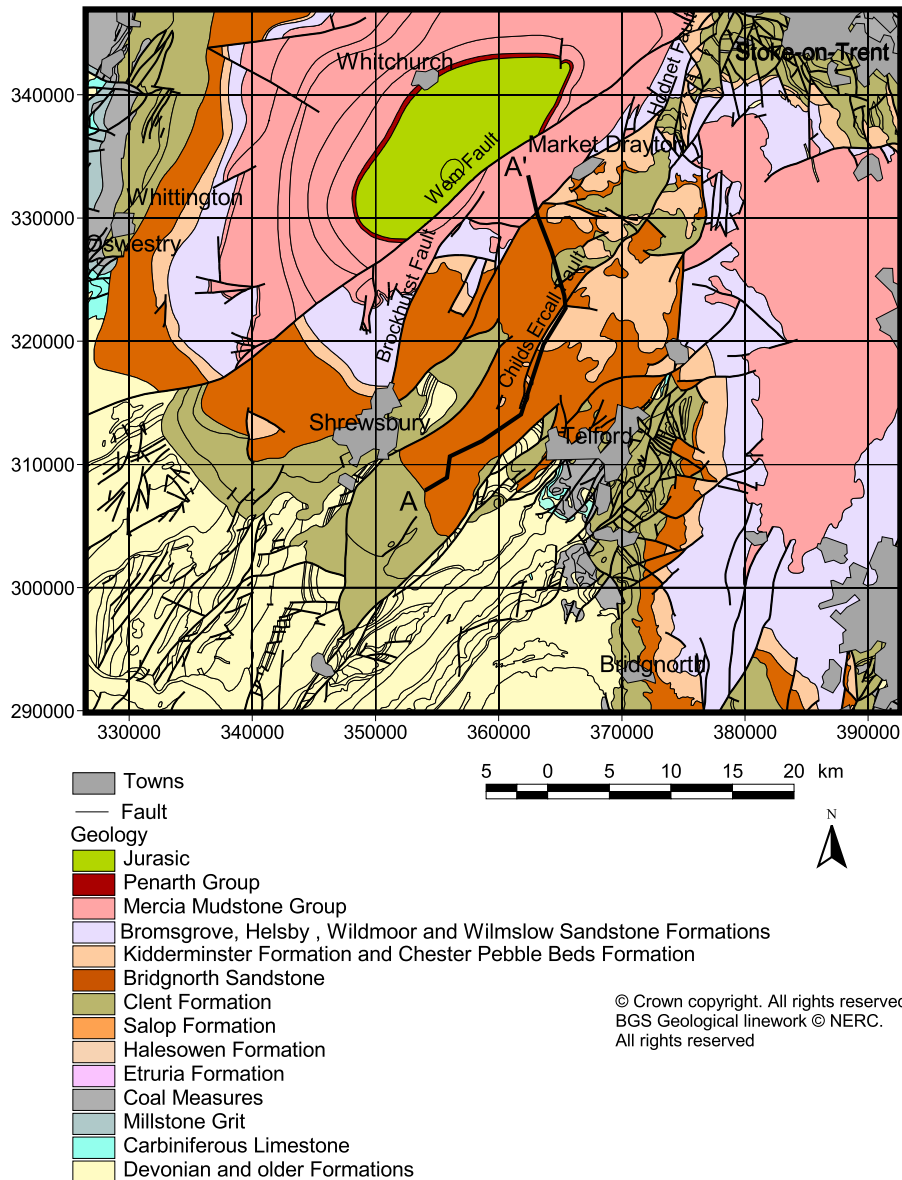 Stoke-on-Trent
Whitchurch
Hodnet Fault
340000
Market Drayton
A'
Wem Fault
Whittington
330000
Oswestry
Brockhurst Fault
Childs Ercall Fault
320000
Shrewsbury
Telford
310000
A
300000
Bridgnorth
290000
330000 340000 350000 360000 370000 380000 390000
Towns
5 0 5 10 15 20 km
Fault
N
Geology
Jurasic
Penarth Group
Mercia Mudstone Group
Bromsgrove, Helsby , Wildmoor and Wilmslow Sandstone Formations
Kidderminster Formation and Chester Pebble Beds Formation
Bridgnorth Sandstone
Clent Formation
Salop Formation
Halesowen Formation
Etruria Formation
Coal Measures
Millstone Grit
Carbiniferous Limestone
Devonian and older Formations
© Crown copyright. All rights reserved
BGS Geological linework © NERC.
All rights reserved